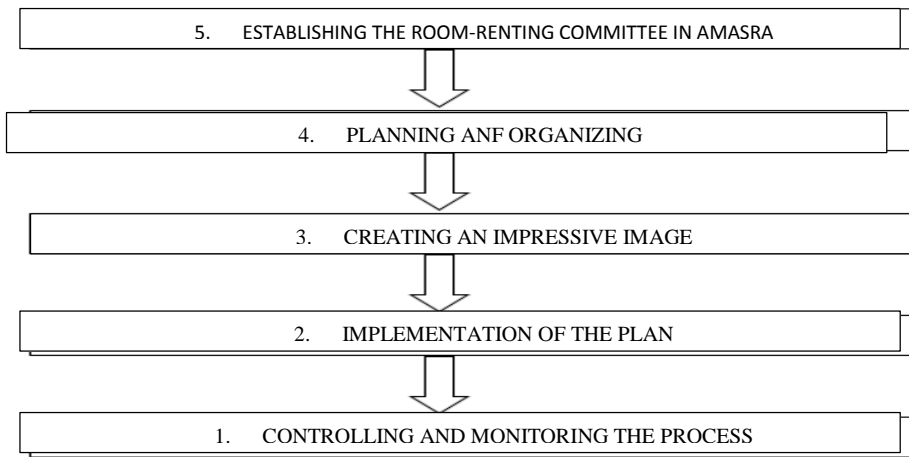 5. ESTABLISHING THE ROOM-RENTING COMMITTEE IN AMASRA
4. PLANNING ANF ORGANIZING
3. CREATING AN IMPRESSIVE IMAGE
2. IMPLEMENTATION OF THE PLAN
1. CONTROLLING AND MONITORING THE PROCESS